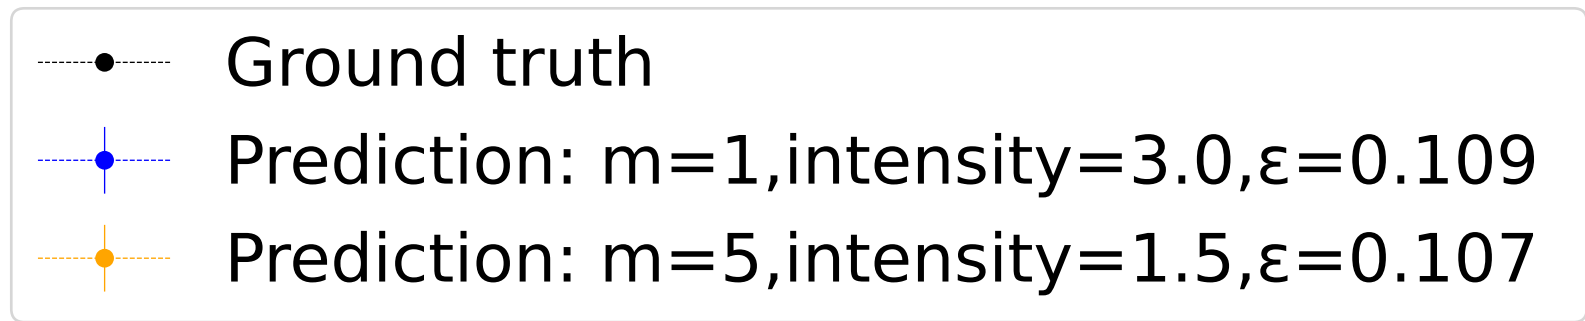 Ground truth
Prediction: m=1,intensity=3.0,ε=0.109
Prediction: m=5,intensity=1.5,ε=0.107